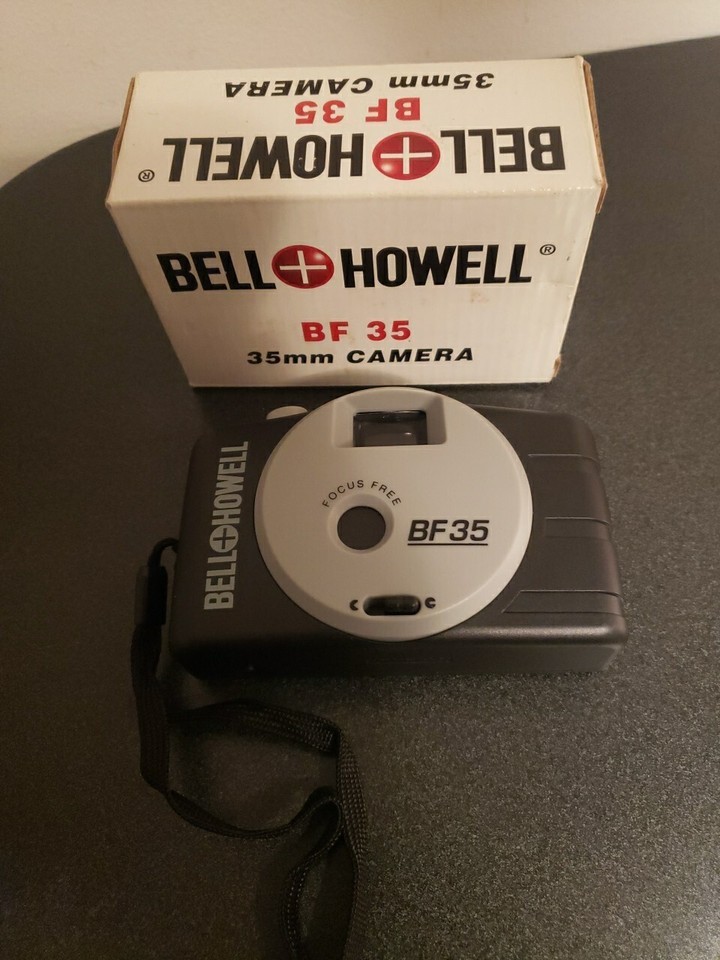 35mm CAMERA
BF 35
BELL HOWELL ®
BELL HOWELL ®
BF 35
35mm CAMERA
BELL HOWELL
FOCUS FREE
BF35
C C